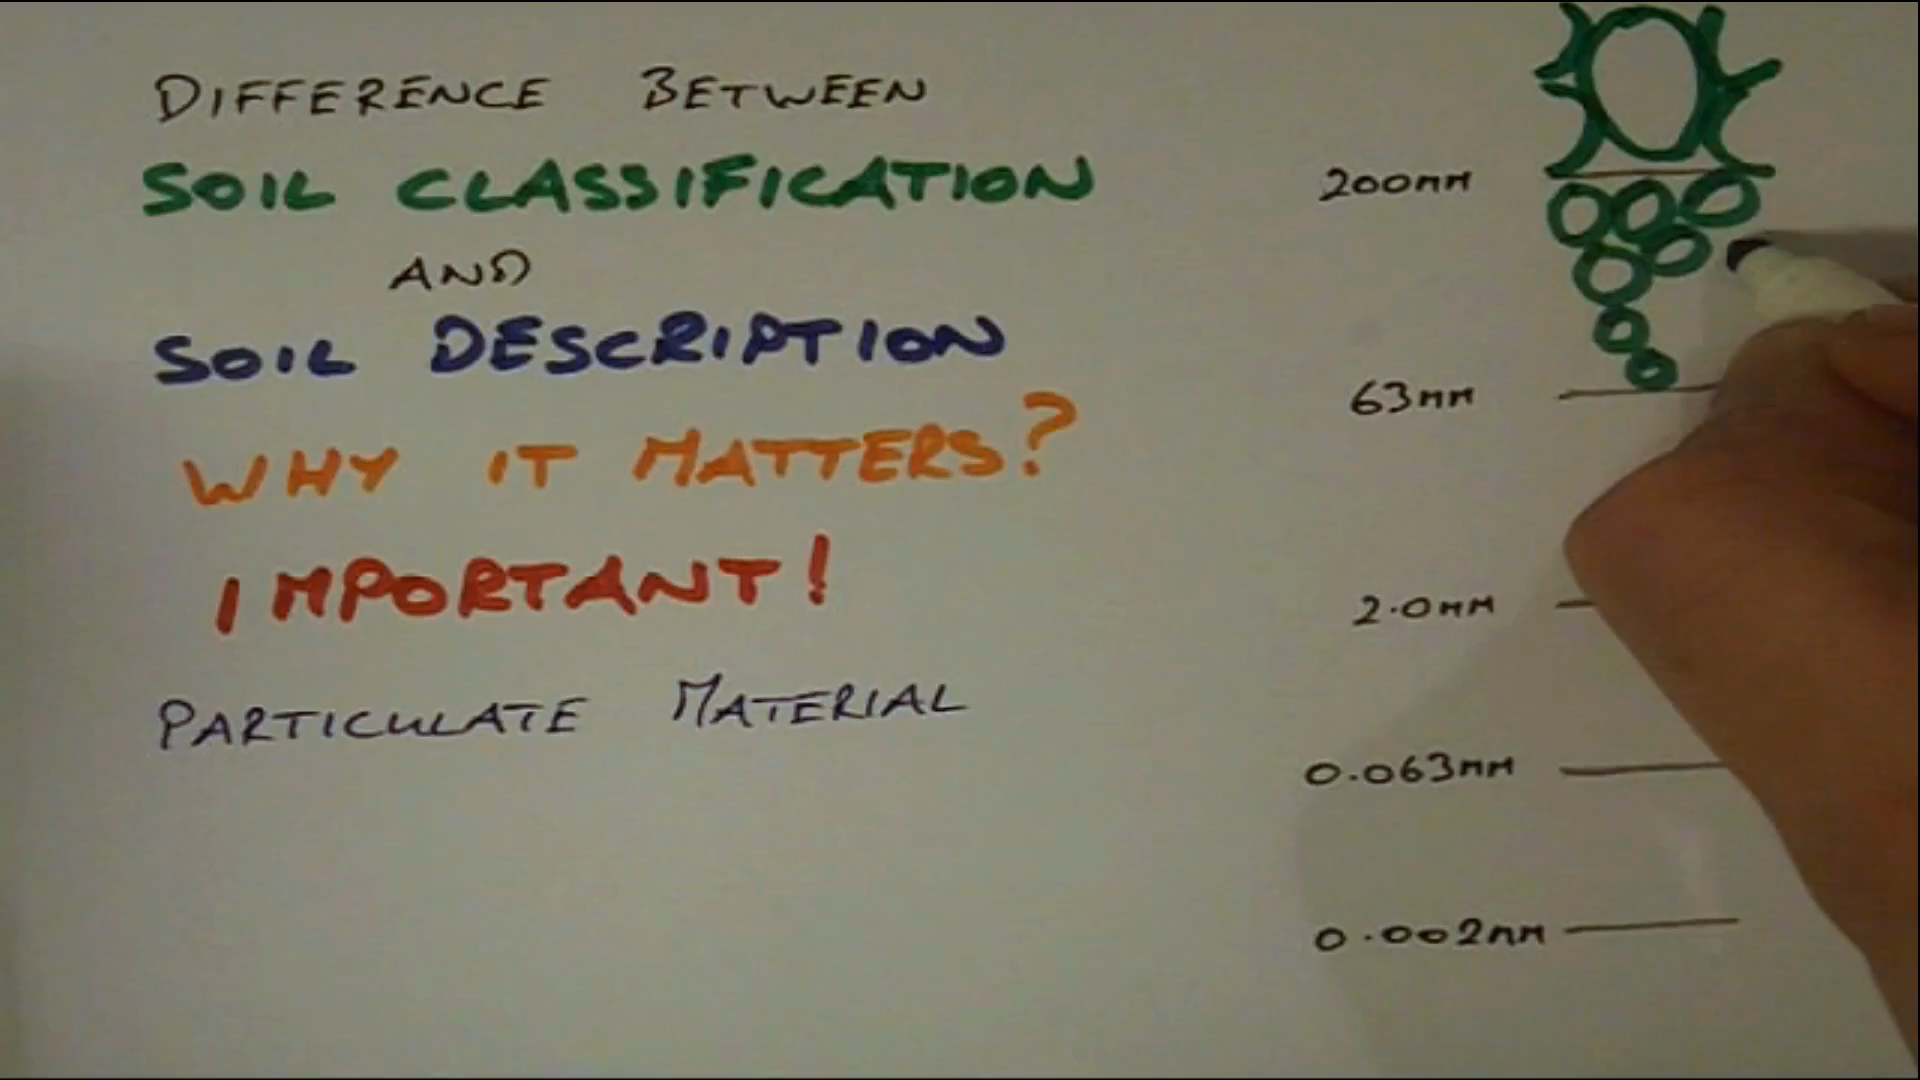 DIFFERENCE BETWEEN
SOIL CLASSIFICATION
AND
SOIL DESCRIPTION
WHY IT MATTERS?
IMPORTANT!
PARTICULATE MATERIAL
200mm
63mm
2.0mm
0.063mm
0.002mm